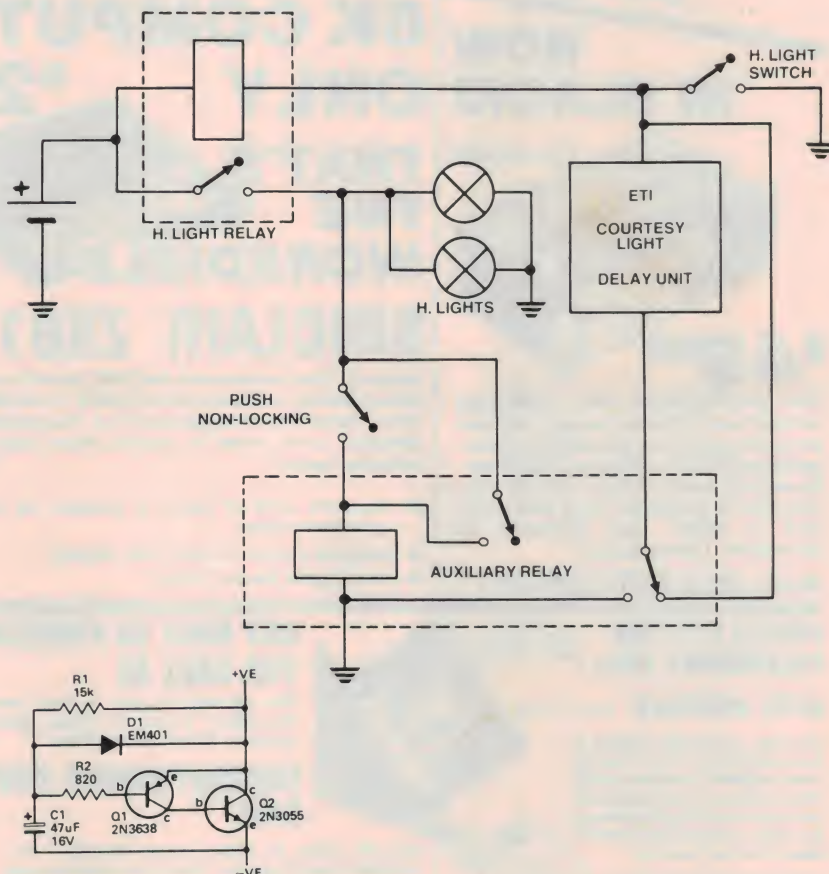 H. LIGHT
SWITCH
+
H. LIGHT RELAY
H. LIGHTS
ETI
COURTESY
LIGHT
DELAY UNIT
PUSH
NON-LOCKING
AUXILIARY RELAY
+VE
R1
15k
D1
EM401
R2
820
b
e
c
Q1
2N3638
b
c
e
Q2
2N3055
+
C1
47uF
16V
-VE